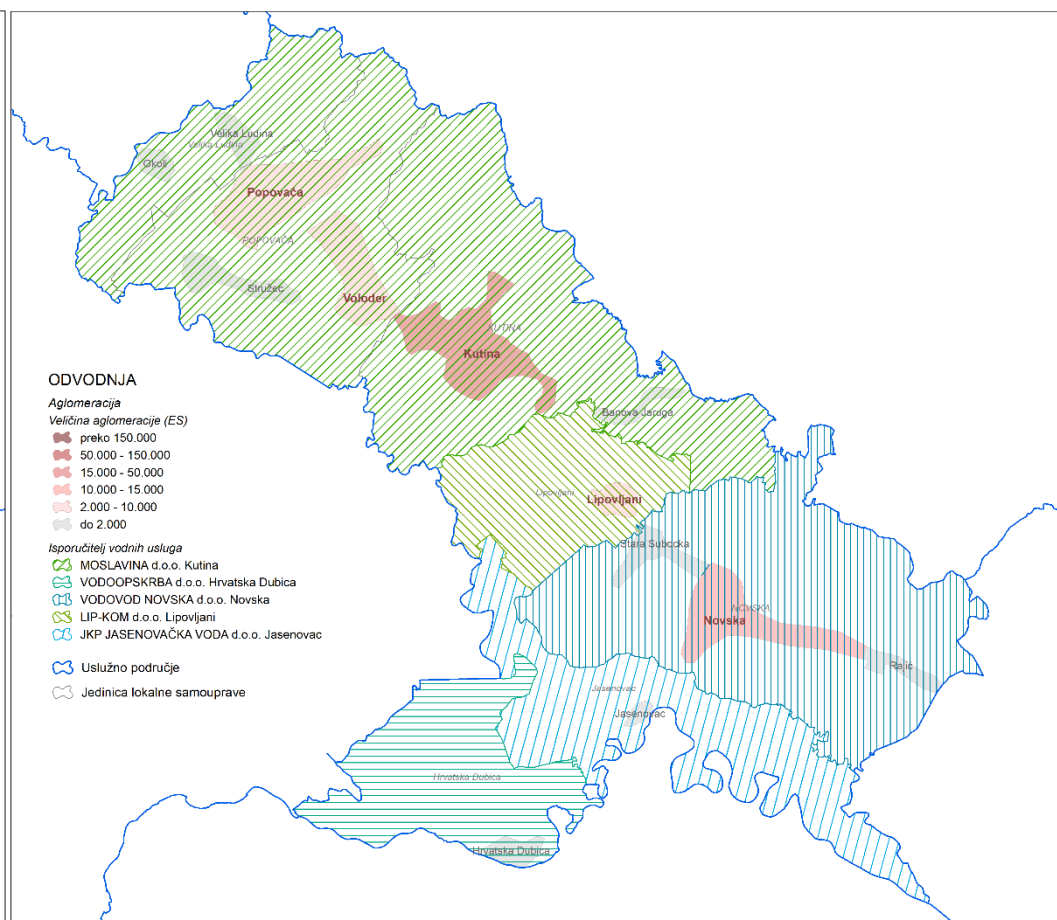 Velika Ludina
Velika Ludina
Okoli
Popovača
POPOVAČA
Stružec
Voloder
KUTINA
Kutina
Banova Jaruga
Lipovljani
Lipovljani
Stara Subocka
NOVSKA
Novska
Rajić
Jasenovac
Jasenovac
Hrvatska Dubica
Hrvatska Dubica
ODVODNJA
Aglomeracija
Veličina aglomeracije (ES)
preko 150.000
50.000 - 150.000
15.000 - 50.000
10.000 - 15.000
2.000 - 10.000
do 2.000
Isporučitelj vodnih usluga
MOSLAVINA d.o.o. Kutina
VODOOPSKRBA d.o.o. Hrvatska Dubica
VODOVOD NOVSKA d.o.o. Novska
LIP-KOM d.o.o. Lipovljani
JKP JASENOVAČKA VODA d.o.o. Jasenovac
Uslužno područje
Jedinica lokalne samouprave